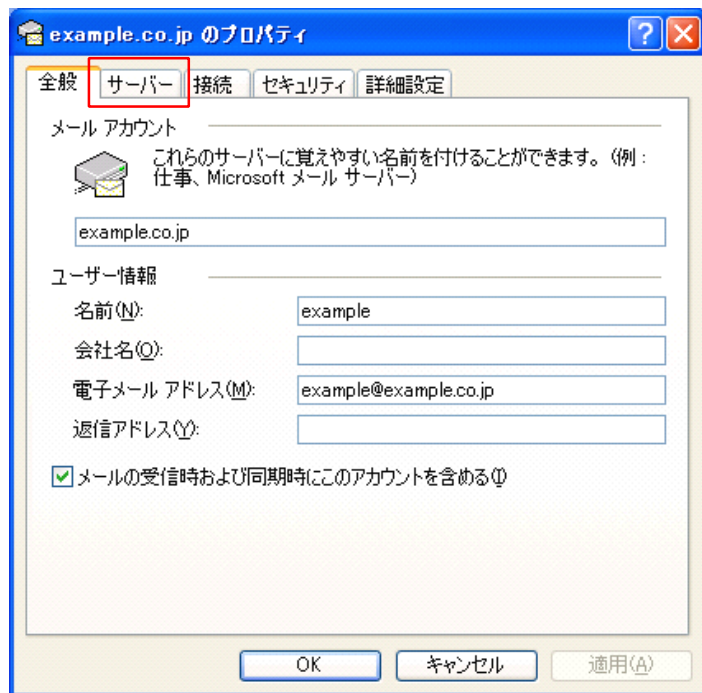 example.co.jp のプロパティ
全般 サーバー 接続 セキュリティ 詳細設定
メール アカウント
これらのサーバーに覚えやすい名前を付けることができます。(例：
仕事、Microsoft メール サーバー)
example.co.jp
ユーザー情報
名前(N): example
会社名(O):
電子メール アドレス(M): example@example.co.jp
返信アドレス(Y):
メールの受信時および同期時にこのアカウントを含める(I)
OK キャンセル 適用(A)